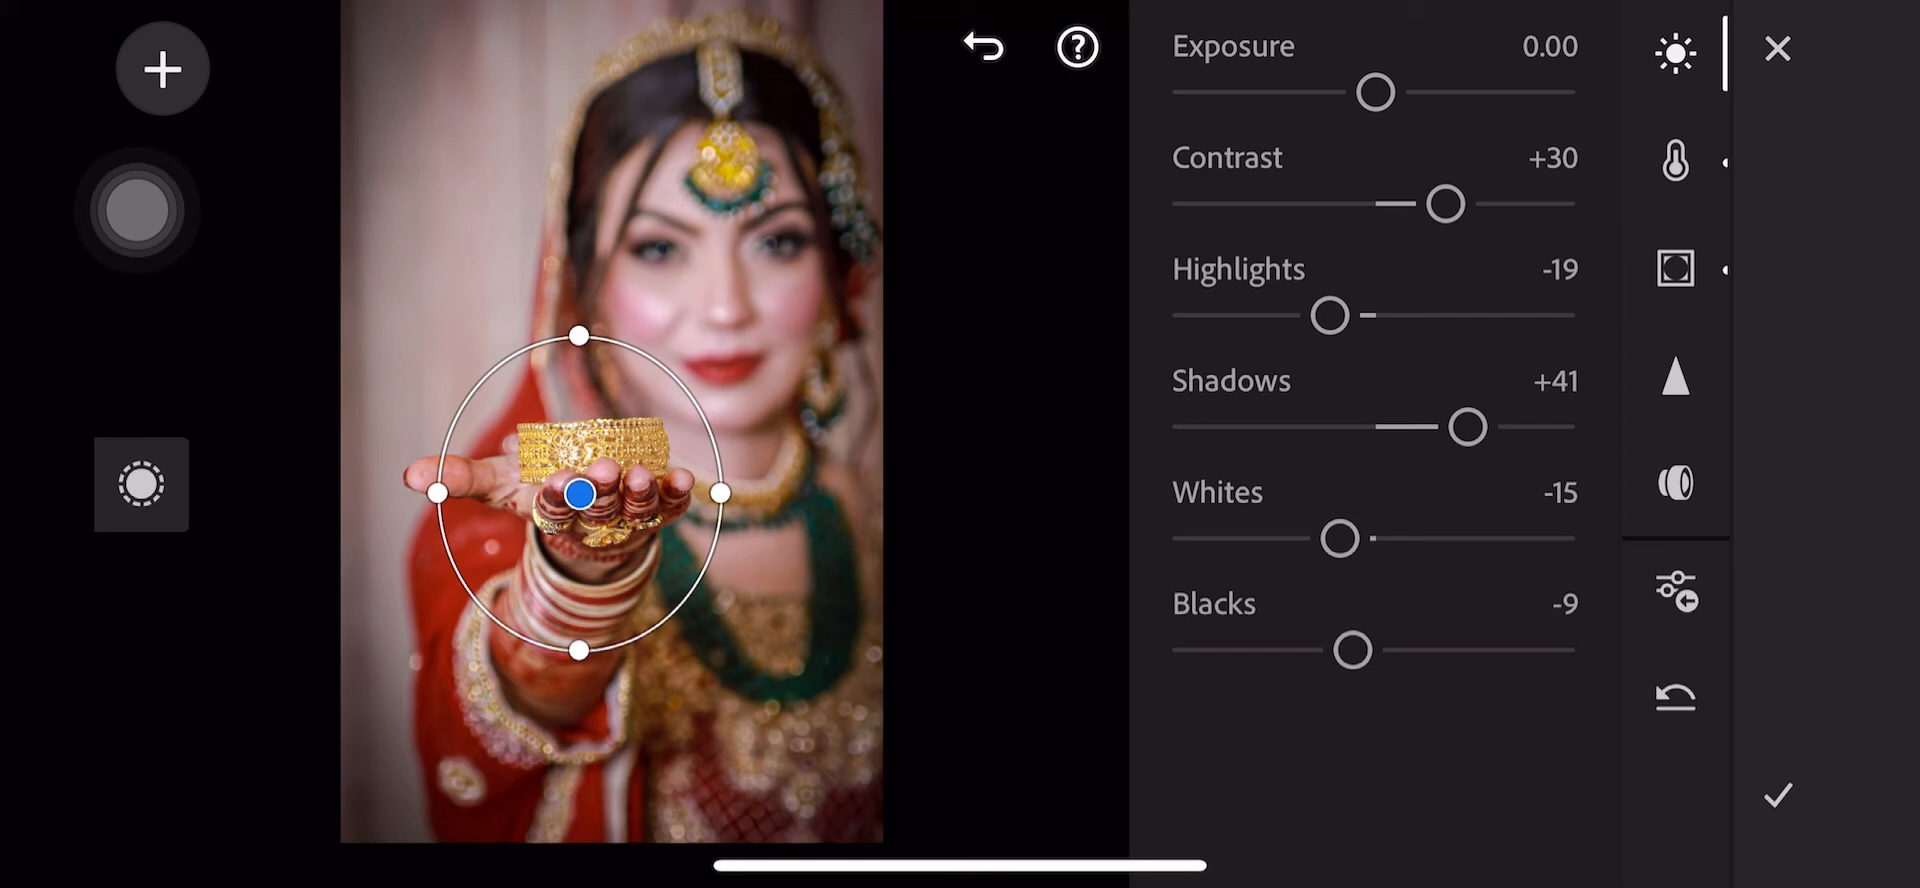 Exposure 0.00
Contrast +30
Highlights -19
Shadows +41
Whites -15
Blacks -9